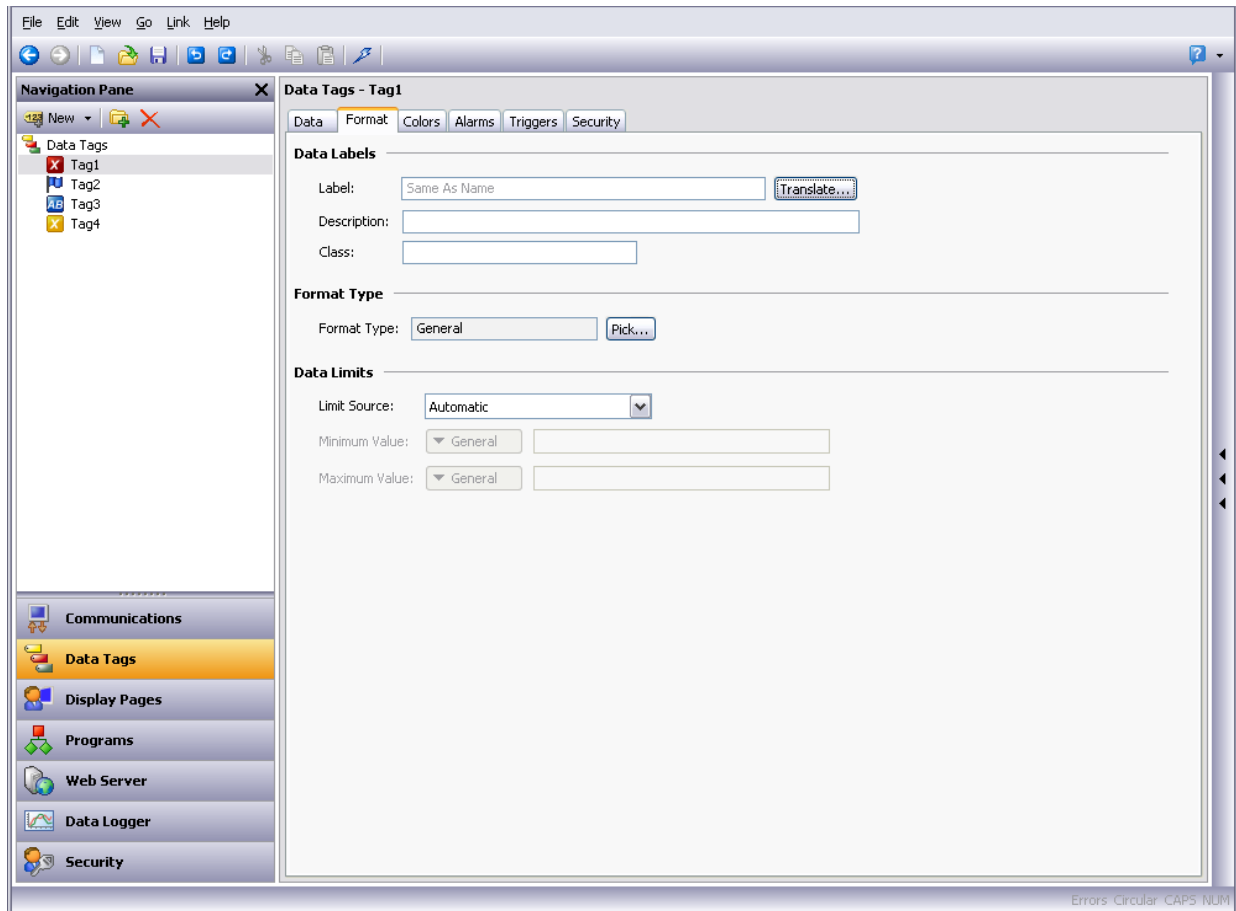 File Edit View Go Link Help
Navigation Pane
New
Data Tags
Tag1
Tag2
AB Tag3
Tag4
Communications
Data Tags
Display Pages
Programs
Web Server
Data Logger
Security
Data Tags - Tag1
Data Format Colors Alarms Triggers Security
Data Labels
Label: Same As Name Translate...
Description:
Class:
Format Type
Format Type: General Pick...
Data Limits
Limit Source: Automatic
Minimum Value: General
Maximum Value: General
Errors Circular CAPS NUM